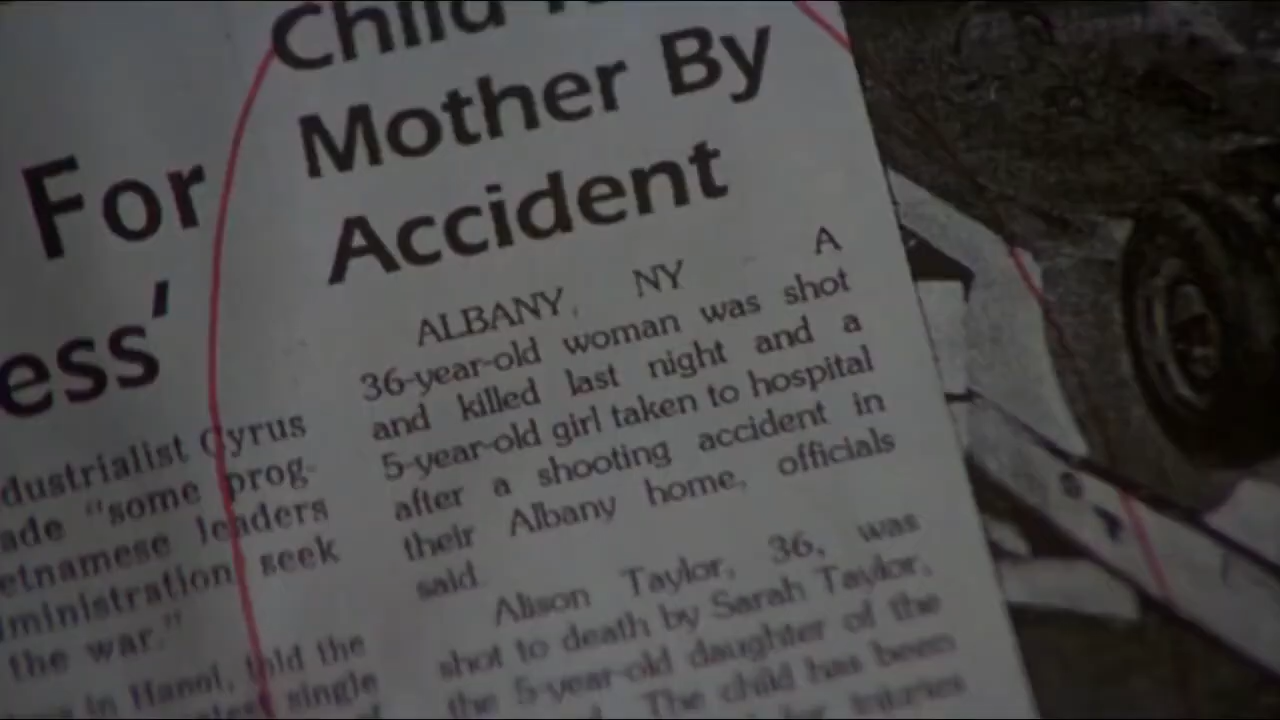 For
ess'
dustrialist Cyrus
ade "some prog-
etnamese leaders
ministration seek
the war."
in Hanoi, told the
single
Child
Mother By
Accident
ALBANY, NY A
36-year-old woman was shot
and killed last night and a
5-year-old girl taken to hospital
after a shooting accident in
their Albany home, officials
said.
Alison Taylor, 36, was
shot to death by Sarah Taylor,
the 5-year-old daughter of the
The child has been
injuries